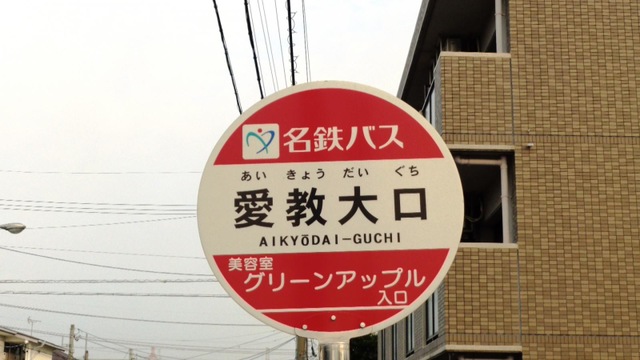 名鉄バス
あい きょう だい ぐち
愛教大口
AIKYŌDAI-GUCHI
美容室
グリーンアップル
入口